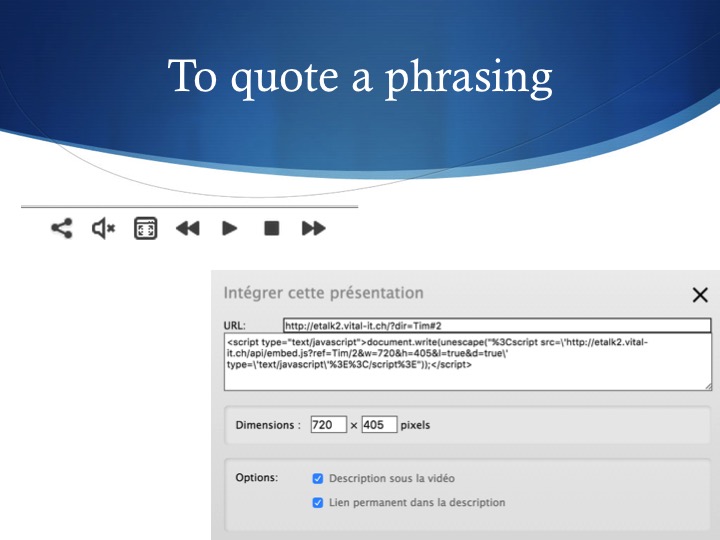 To quote a phrasing
Intégrer cette présentation
URL: http://etalk2.vital-it.ch/?dir=Tim#2
<script type="text/javascript">document.write(unescape("%3Cscript src=\'http://etalk2.vital-
it.ch/api/embed.js?ref=Tim/2&w=720&h=405&l=true&d=true\'
type=\'text/javascript\'%3E%3C/script%3E"));</script>
Dimensions : 720 × 405 pixels
Options: Description sous la vidéo
Lien permanent dans la description